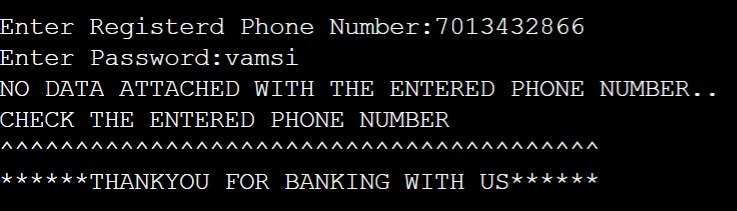 Enter Registerd Phone Number:7013432866
Enter Password:vamsi
NO DATA ATTACHED WITH THE ENTERED PHONE NUMBER..
CHECK THE ENTERED PHONE NUMBER
^^^^^^^^^^^^^^^^^^^^^^^^^^^^^^^^^^^^^^^^
******THANKYOU FOR BANKING WITH US******